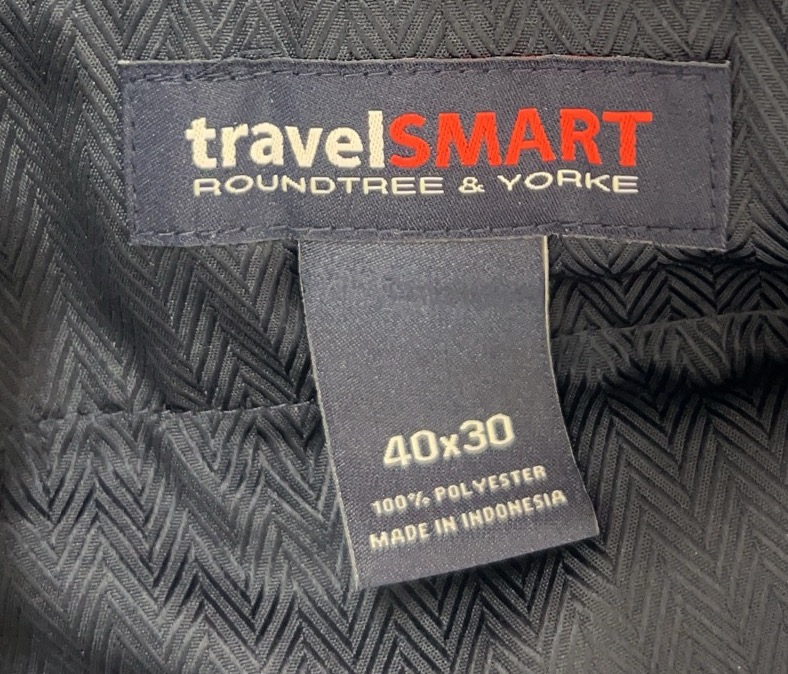 travelSMART
ROUNDTREE & YORKE
40x30
100% POLYESTER
MADE IN INDONESIA